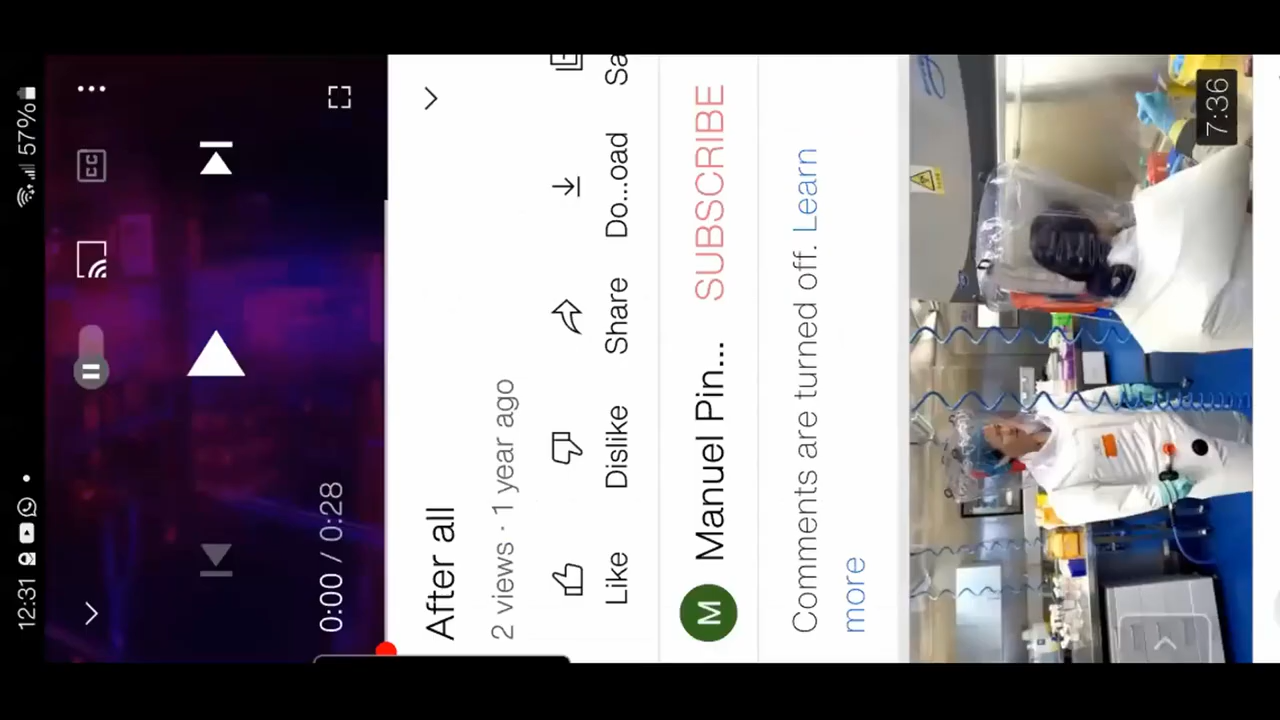 12:31
57%
CC
0:00 / 0:28
After all
2 views · 1 year ago
Like
Dislike
Share
Do...oad
Sa
M
Manuel Pin...
SUBSCRIBE
Comments are turned off. Learn
more
7:36